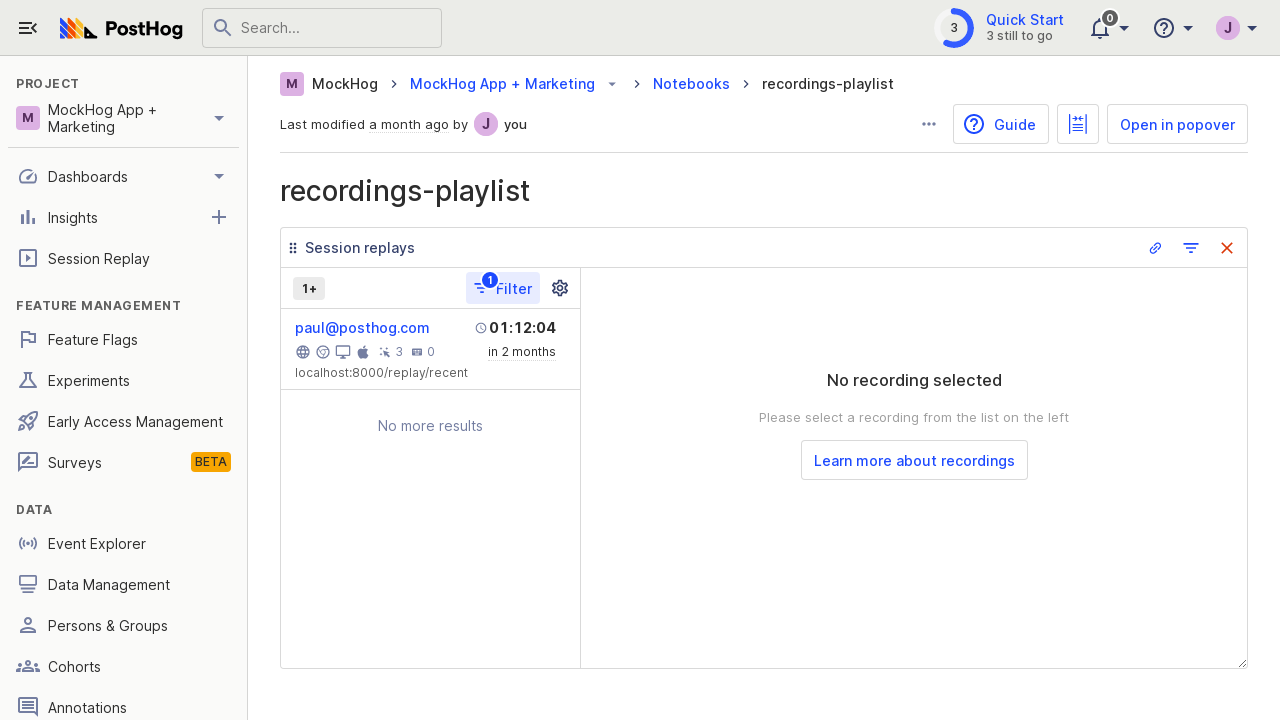 PostHog
Search...
3
Quick Start
3 still to go
0
J
PROJECT
M
MockHog App +
Marketing
Dashboards
Insights
Session Replay
FEATURE MANAGEMENT
Feature Flags
Experiments
Early Access Management
Surveys
BETA
DATA
Event Explorer
Data Management
Persons & Groups
Cohorts
Annotations
M MockHog
MockHog App + Marketing
Notebooks
recordings-playlist
Last modified a month ago by J you
Guide
Open in popover
recordings-playlist
Session replays
1+
1
Filter
paul@posthog.com
01:12:04
3
0
in 2 months
localhost:8000/replay/recent
No more results
No recording selected
Please select a recording from the list on the left
Learn more about recordings